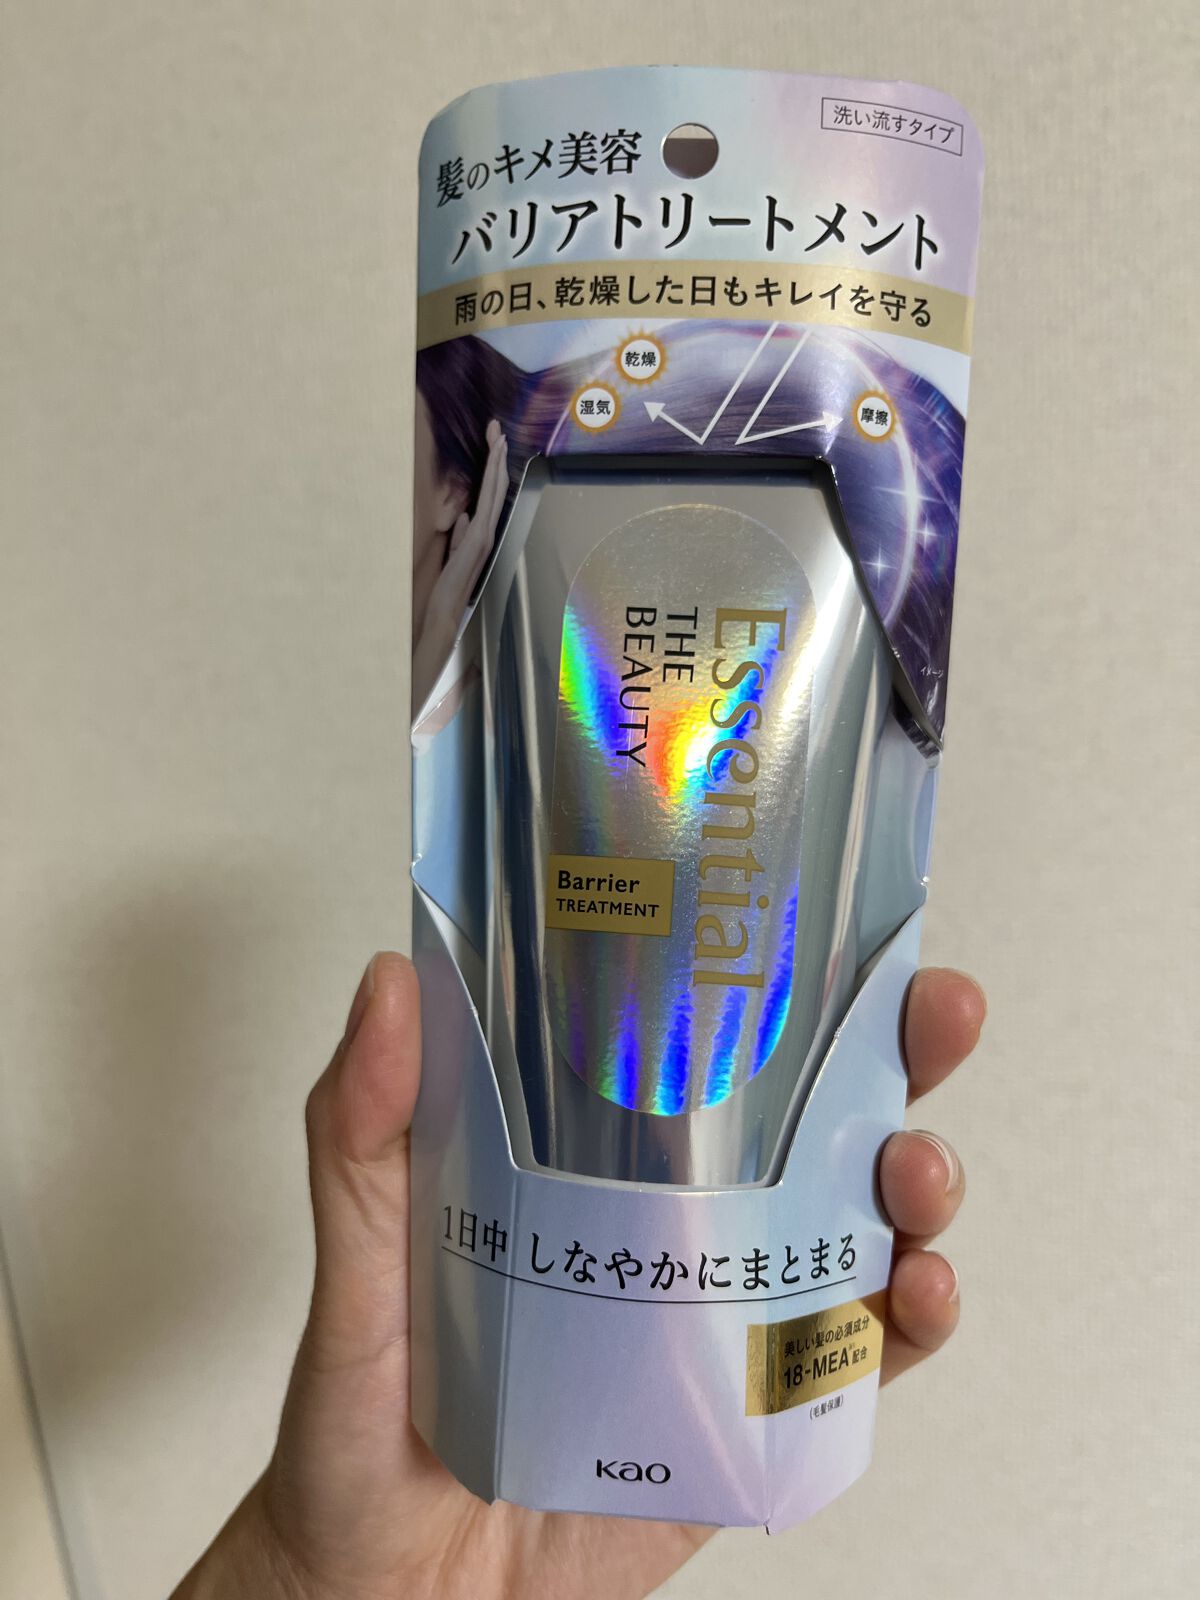 洗い流すタイプ
髪のキメ美容
バリアトリートメント
雨の日、乾燥した日もキレイを守る
乾燥
湿気
摩擦
イメージ
Essential
THE
BEAUTY
Barrier
TREATMENT
1日中 しなやかにまとまる
美しい髪の必須成分
18-MEA 配合
(毛髪保護)
Kao